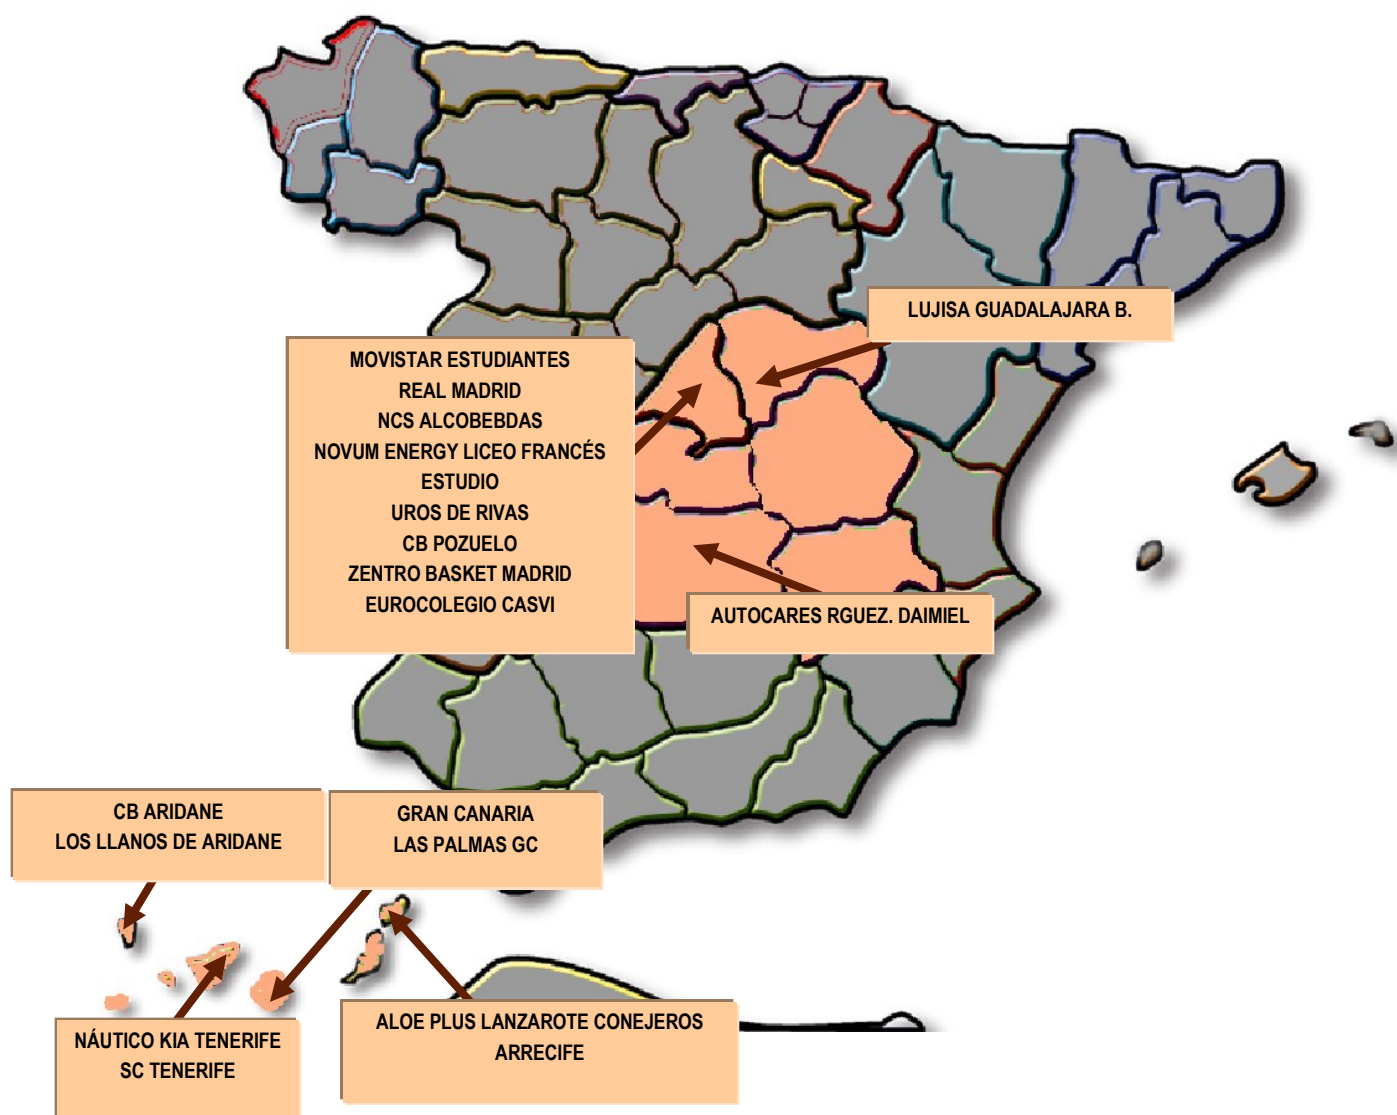 LUJISA GUADALAJARA B.
MOVISTAR ESTUDIANTES
REAL MADRID
NCS ALCOBEBDAS
NOVUM ENERGY LICEO FRANCÉS
ESTUDIO
UROS DE RIVAS
CB POZUELO
ZENTRO BASKET MADRID
EUROCOLEGIO CASVI
AUTOCARES RGUEZ. DAIMIEL
CB ARIDANE
LOS LLANOS DE ARIDANE
GRAN CANARIA
LAS PALMAS GC
NÁUTICO KIA TENERIFE
SC TENERIFE
ALOE PLUS LANZAROTE CONEJEROS
ARRECIFE